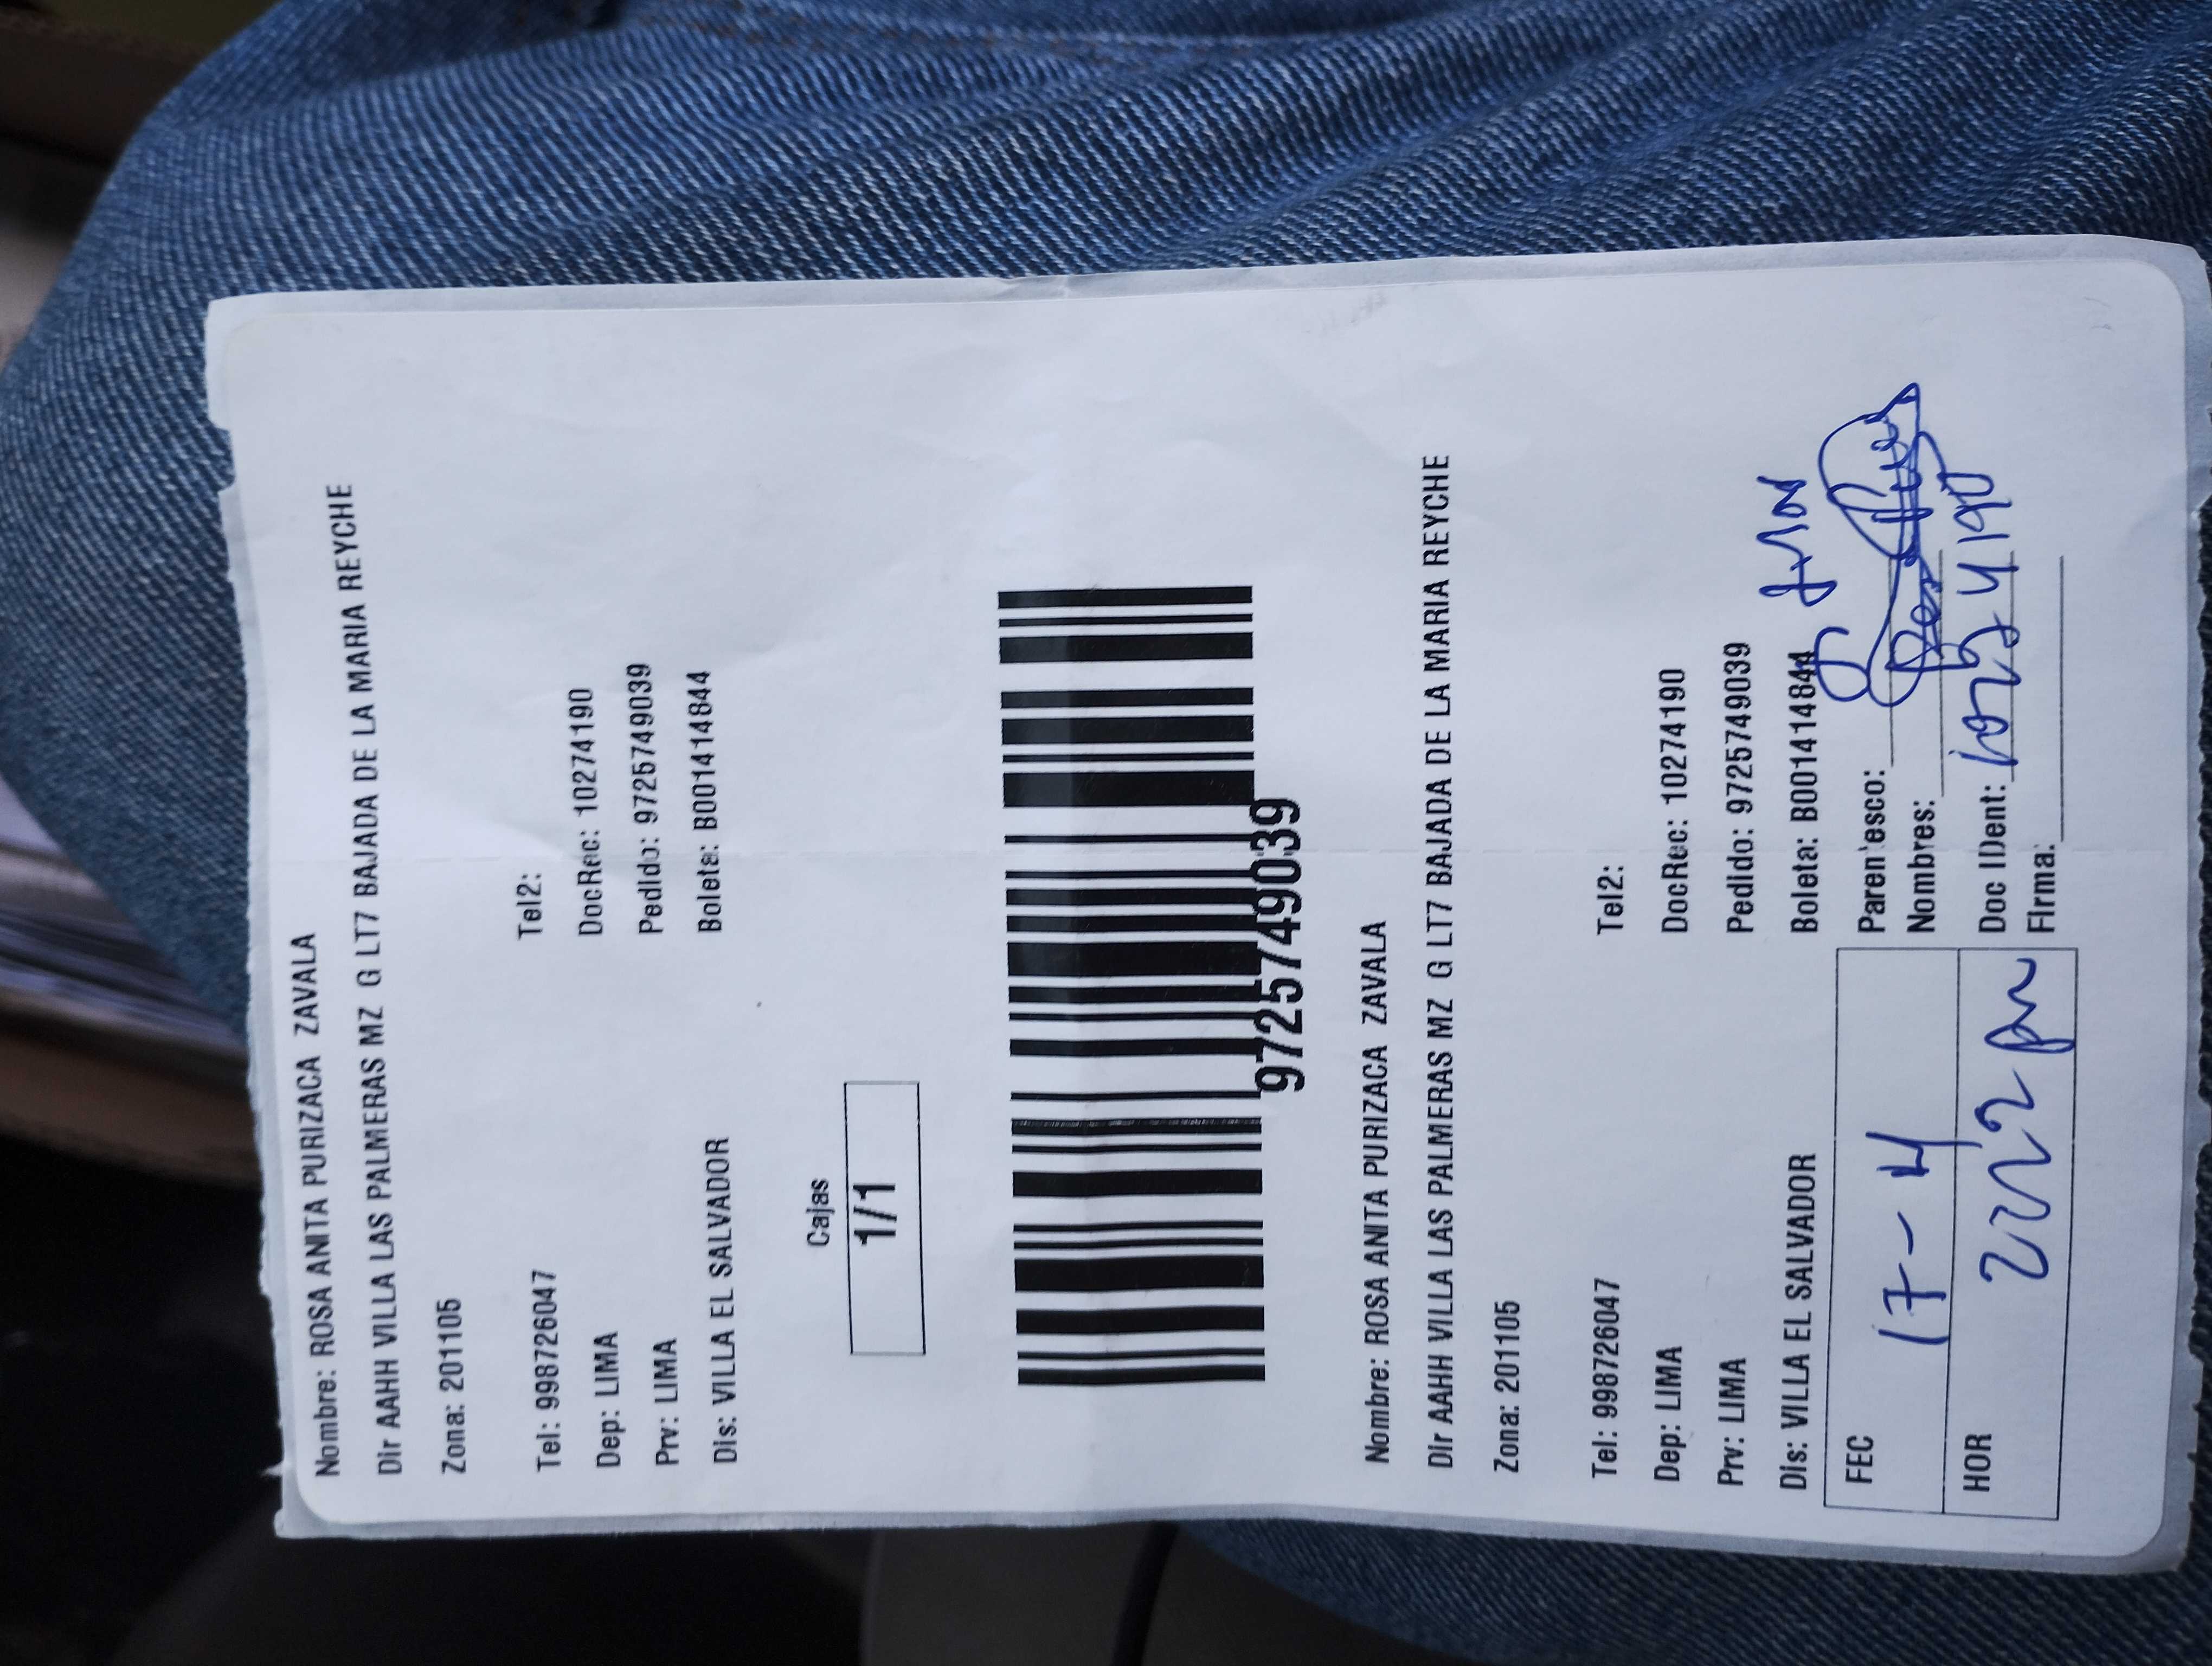 Nombre: ROSA ANITA PURIZACA ZAVALA
Dir AAHH VILLA LAS PALMERAS MZ G LT7 BAJADA DE LA MARIA REYCHE
Zona: 201105
Tel: 998726047 Tel2:
Dep: LIMA DocRec: 10274190
Prv: LIMA Pedido: 9725749039
Dis: VILLA EL SALVADOR Boleta: B001414844
Cajas
1/1
9725749039
Nombre: ROSA ANITA PURIZACA ZAVALA
Dir AAHH VILLA LAS PALMERAS MZ G LT7 BAJADA DE LA MARIA REYCHE
Zona: 201105
Tel: 998726047 Tel2:
Dep: LIMA DocRec: 10274190
Prv: LIMA Pedido: 9725749039
Dis: VILLA EL SALVADOR Boleta: B001414844
FEC 17-4 Parentesco:
Nombres:
HOR pm Doc IDent: 10274190
Firma: